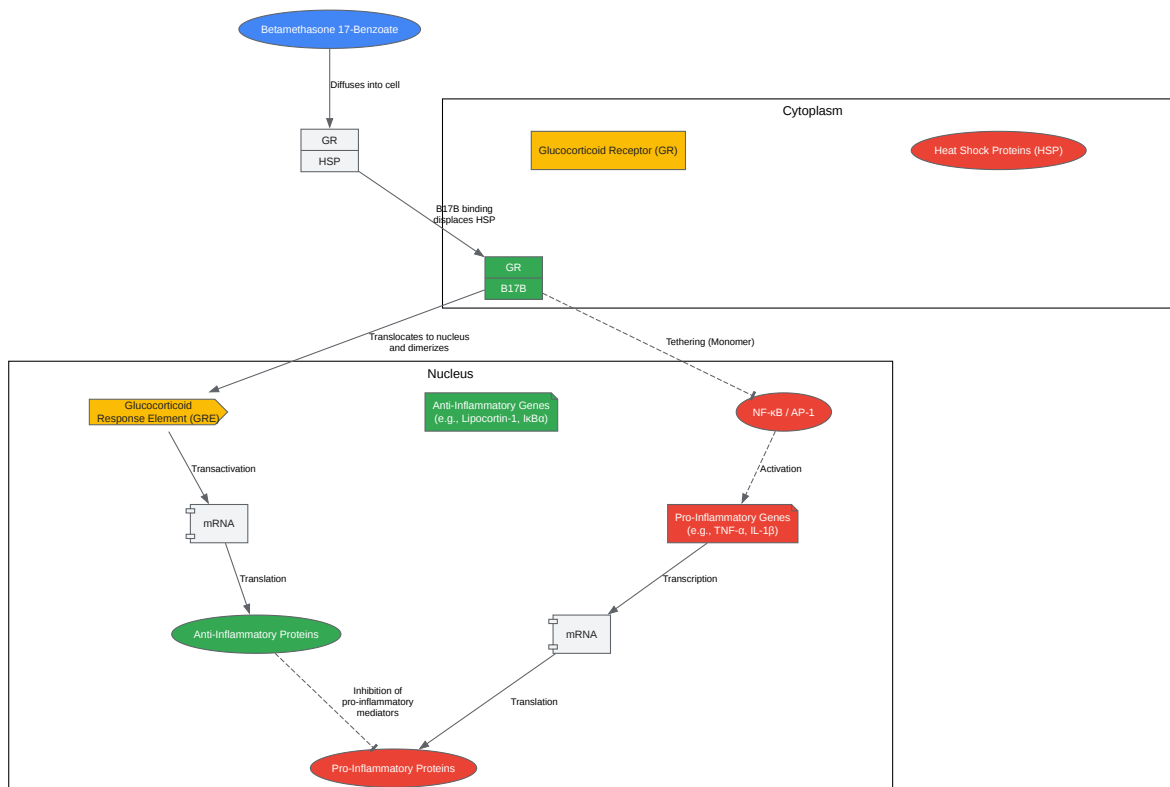 Betamethasone 17-Benzoate
Diffuses into cell
Cytoplasm
GR
HSP
Glucocorticoid Receptor (GR)
Heat Shock Proteins (HSP)
B17B binding
displaces HSP
GR
B17B
Translocates to nucleus
and dimerizes
Tethering (Monomer)
Nucleus
Glucocorticoid
Response Element (GRE)
Anti-Inflammatory Genes
(e.g., Lipocortin-1, IκBα)
NF-κB / AP-1
Transactivation
Activation
mRNA
Pro-Inflammatory Genes
(e.g., TNF-α, IL-1β)
Translation
Transcription
Anti-Inflammatory Proteins
mRNA
Inhibition of
pro-inflammatory
mediators
Translation
Pro-Inflammatory Proteins